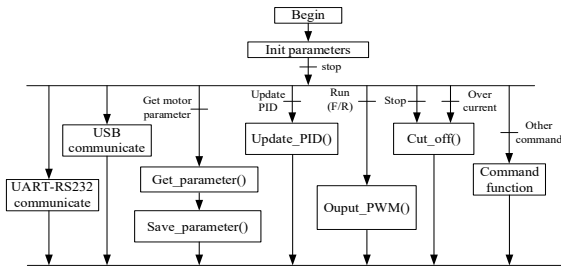 Begin
Init parameters
stop
Get motor
parameter
Update
PID
Run
(F/R)
Stop
Over
current
Other
command
USB
communicate
UART-RS232
communicate
Get_parameter()
Save_parameter()
Update_PID()
Ouput_PWM()
Cut_off()
Command
function